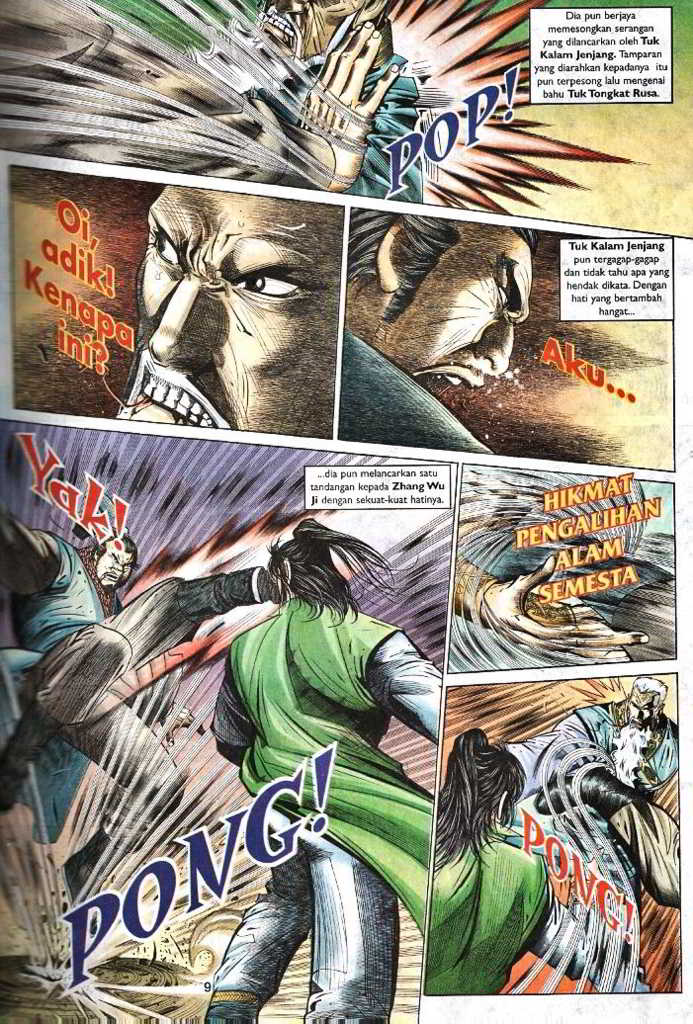 Dia pun berjaya
memesongkan serangan
yang dilancarkan oleh Tuk
Kalam Jenjang. Tamparan
yang diarahkan kepadanya itu
pun terpesong lalu mengenai
bahu Tuk Tongkat Rusa.
POP!
Oi,
adik!
Kenapa
ini?
Tuk Kalam Jenjang
pun tergagap-gagap
dan tidak tahu apa yang
hendak dikata. Dengan
hati yang bertambah
hangat...
Aku...
Yak!
...dia pun melancarkan satu
tandangan kepada Zhang Wu
Ji dengan sekuat-kuat hatinya.
PONG!
HIKMAT
PENGALIHAN
ALAM
SEMESTA
PONG!
9